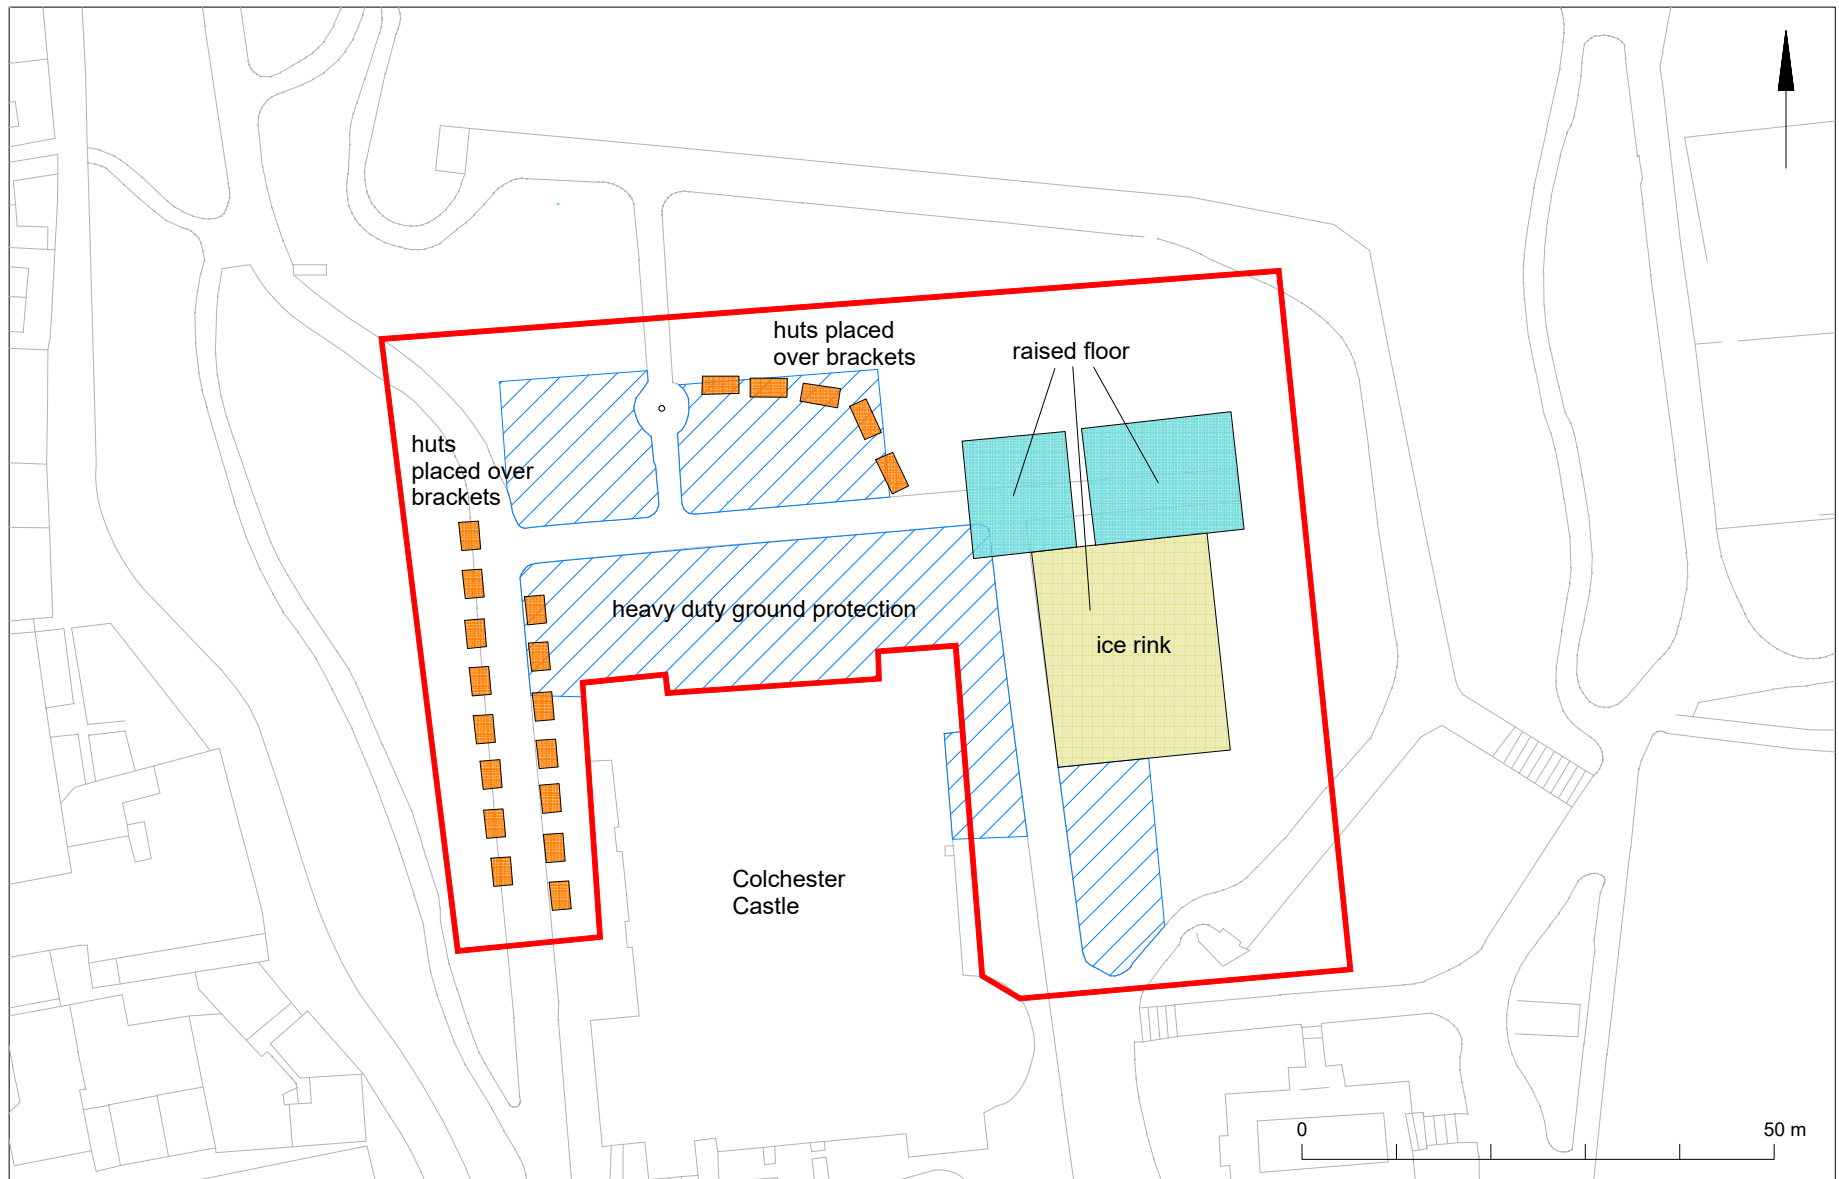 huts placed
over brackets
raised floor
huts
placed over
brackets
heavy duty ground protection
ice rink
Colchester
Castle
0
50 m